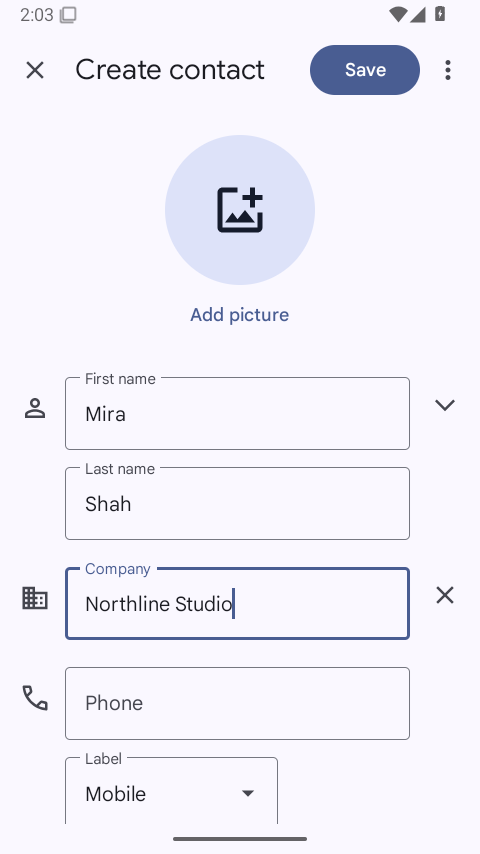 2:03
Create contact
Save
Add picture
First name
Mira
Last name
Shah
Company
Northline Studio
Phone
Label
Mobile